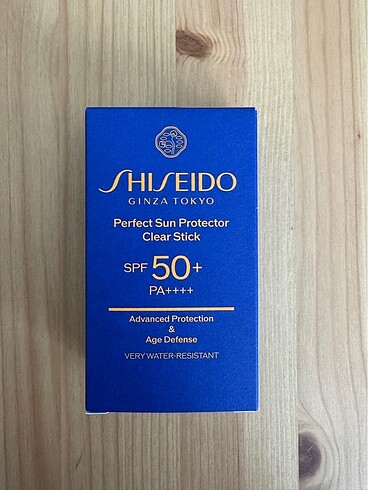 SHISEIDO
GINZA TOKYO
Perfect Sun Protector
Clear Stick
SPF 50+
PA++++
Advanced Protection
&
Age Defense
VERY WATER-RESISTANT